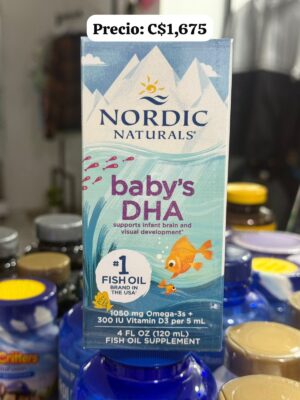 Precio: C$1,675
NORDIC
NATURALS®
baby's
DHA
supports infant brain and
visual development*
#1
FISH OIL
BRAND IN
THE USA†
1050 mg Omega-3s +
300 IU Vitamin D3 per 5 mL
4 FL OZ (120 mL)
FISH OIL SUPPLEMENT
Critters